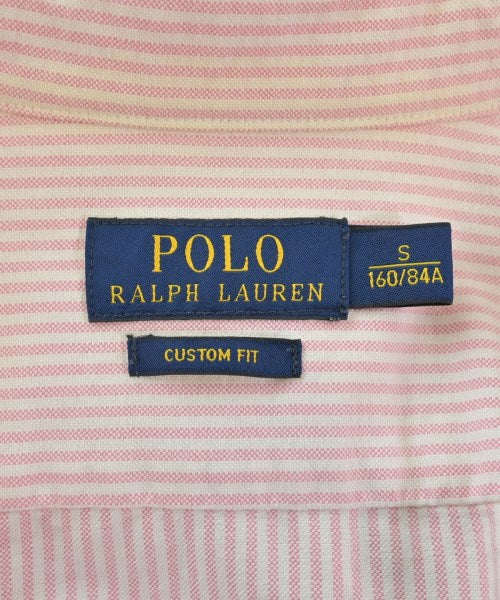 POLO
RALPH LAUREN
S
160/84A
CUSTOM FIT